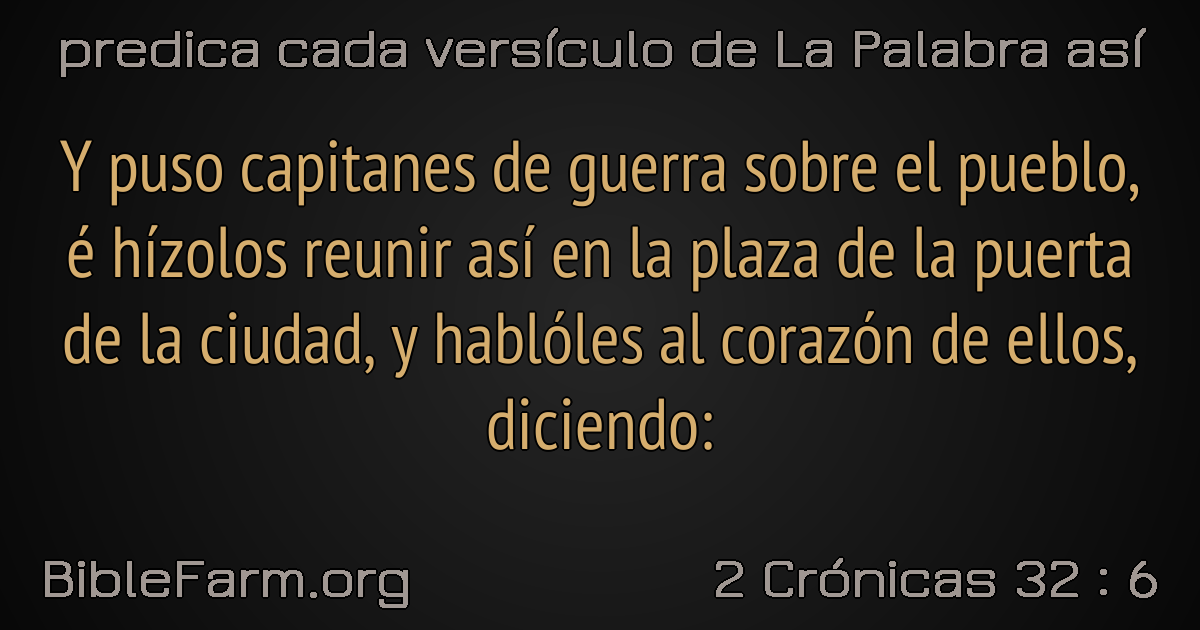 predica cada versículo de La Palabra así
Y puso capitanes de guerra sobre el pueblo,
é hízolos reunir así en la plaza de la puerta
de la ciudad, y hablóles al corazón de ellos,
diciendo:
BibleFarm.org
2 Crónicas 32 : 6